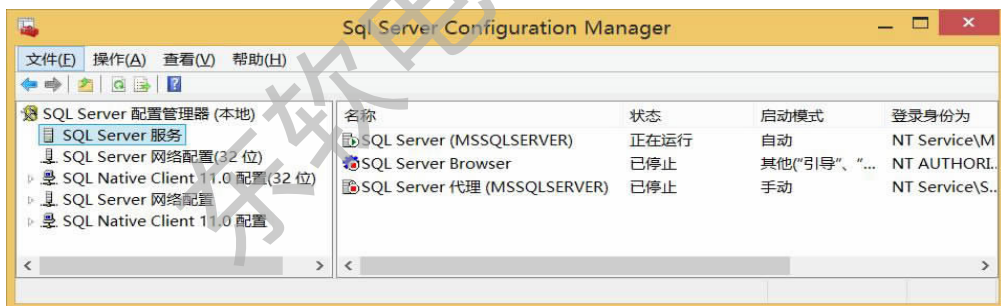 Sql Server Configuration Manager
文件(F) 操作(A) 查看(V) 帮助(H)
SQL Server 配置管理器 (本地)
SQL Server 服务
SQL Server 网络配置(32 位)
SQL Native Client 11.0 配置(32 位)
SQL Server 网络配置
SQL Native Client 11.0 配置
名称 状态 启动模式 登录身份为
SQL Server (MSSQLSERVER) 正在运行 自动 NT Service\M
SQL Server Browser 已停止 其他("引导"、"... NT AUTHORI...
SQL Server 代理 (MSSQLSERVER) 已停止 手动 NT Service\S...
东软电